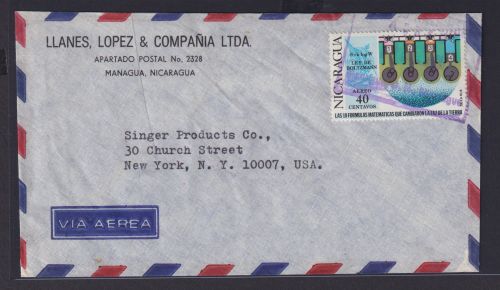 LLANES, LOPEZ & COMPAÑIA LTDA.
APARTADO POSTAL No. 2328
MANAGUA, NICARAGUA
NICARAGUA
LEY DE
BOLTZMANN
AEREO
40
CENTAVOS
LAS 10 FORMULAS MATEMATICAS QUE CAMBIARON LA FAZ DE LA TIERRA
Singer Products Co.,
30 Church Street
New York, N. Y. 10007, USA.
VIA AEREA